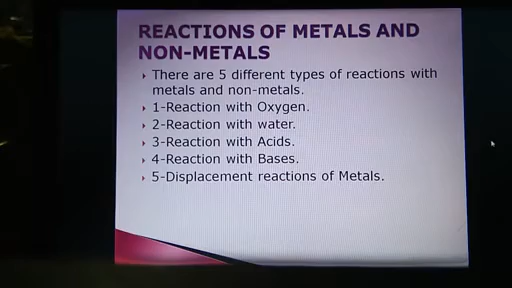 REACTIONS OF METALS AND
NON-METALS
There are 5 different types of reactions with
metals and non-metals.
1-Reaction with Oxygen.
2-Reaction with water.
3-Reaction with Acids.
4-Reaction with Bases.
5-Displacement reactions of Metals.